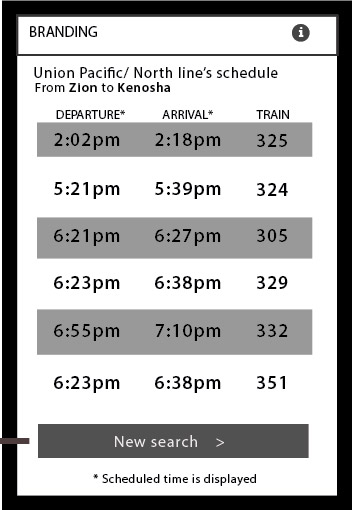 BRANDING
Union Pacific/ North line's schedule
From Zion to Kenosha
DEPARTURE* ARRIVAL* TRAIN
2:02pm 2:18pm 325
5:21pm 5:39pm 324
6:21pm 6:27pm 305
6:23pm 6:38pm 329
6:55pm 7:10pm 332
6:23pm 6:38pm 351
New search >
* Scheduled time is displayed